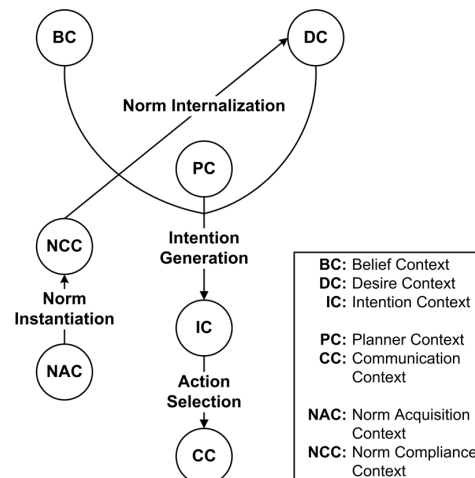 BC
DC
Norm Internalization
PC
NCC
Intention
Generation
Norm
Instantiation
IC
NAC
Action
Selection
CC
BC: Belief Context
DC: Desire Context
IC: Intention Context
PC: Planner Context
CC: Communication
Context
NAC: Norm Acquisition
Context
NCC: Norm Compliance
Context